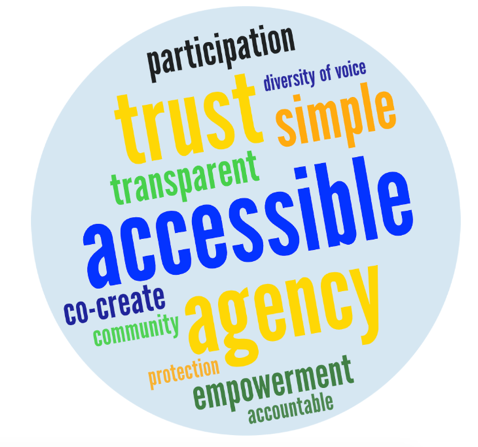 participation
diversity of voice
trust
simple
transparent
accessible
co-create
community
agency
protection
empowerment
accountable